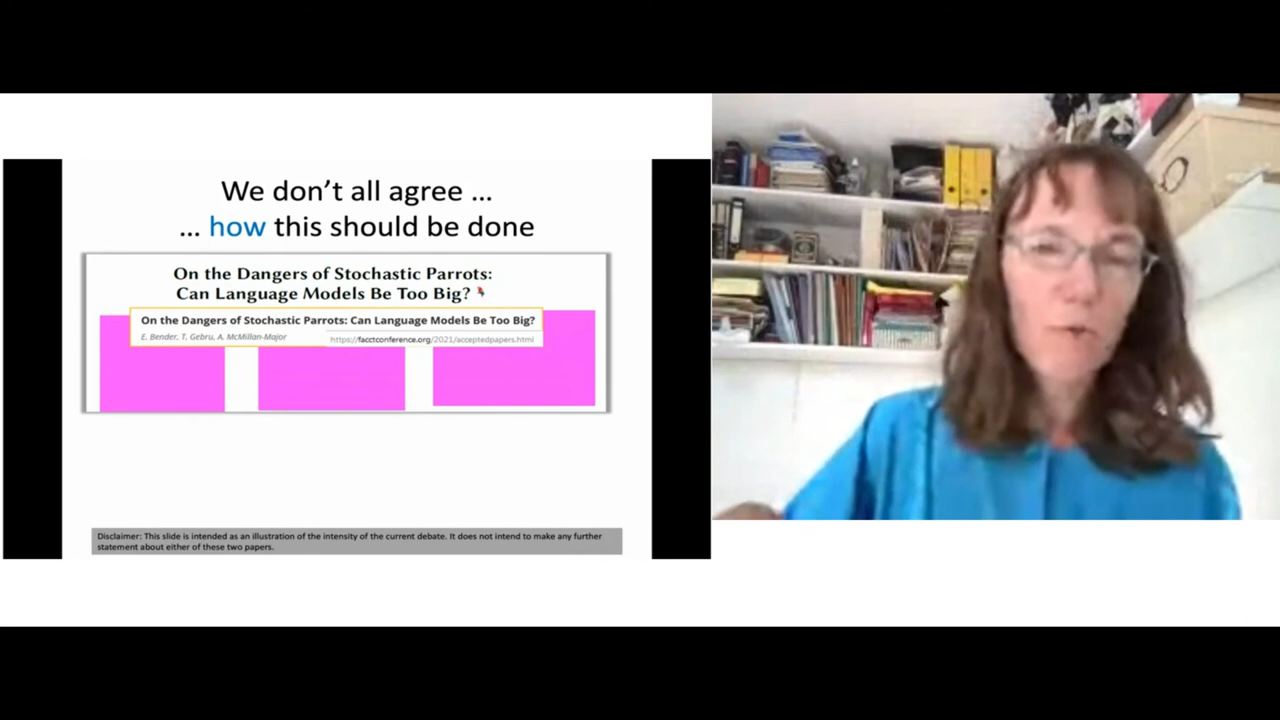 We don’t all agree ...
... how this should be done
On the Dangers of Stochastic Parrots:
Can Language Models Be Too Big?
On the Dangers of Stochastic Parrots: Can Language Models Be Too Big?
E. Bender, T. Gebru, A. McMillan-Major
https://facctconference.org/2021/acceptedpapers.html
Disclaimer: This slide is intended as an illustration of the intensity of the current debate. It does not intend to make any further
statement about either of these two papers.